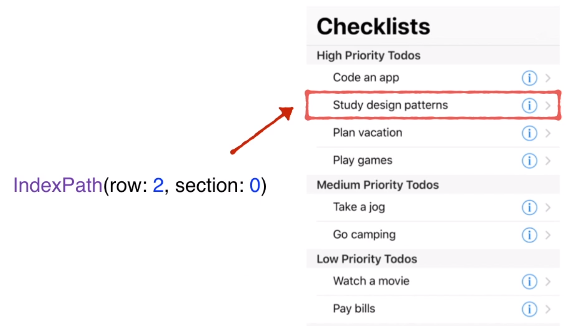 Checklists
High Priority Todos
Code an app
Study design patterns
Plan vacation
IndexPath(row: 2, section: 0)
Play games
Medium Priority Todos
Take a jog
Go camping
Low Priority Todos
Watch a movie
Pay bills